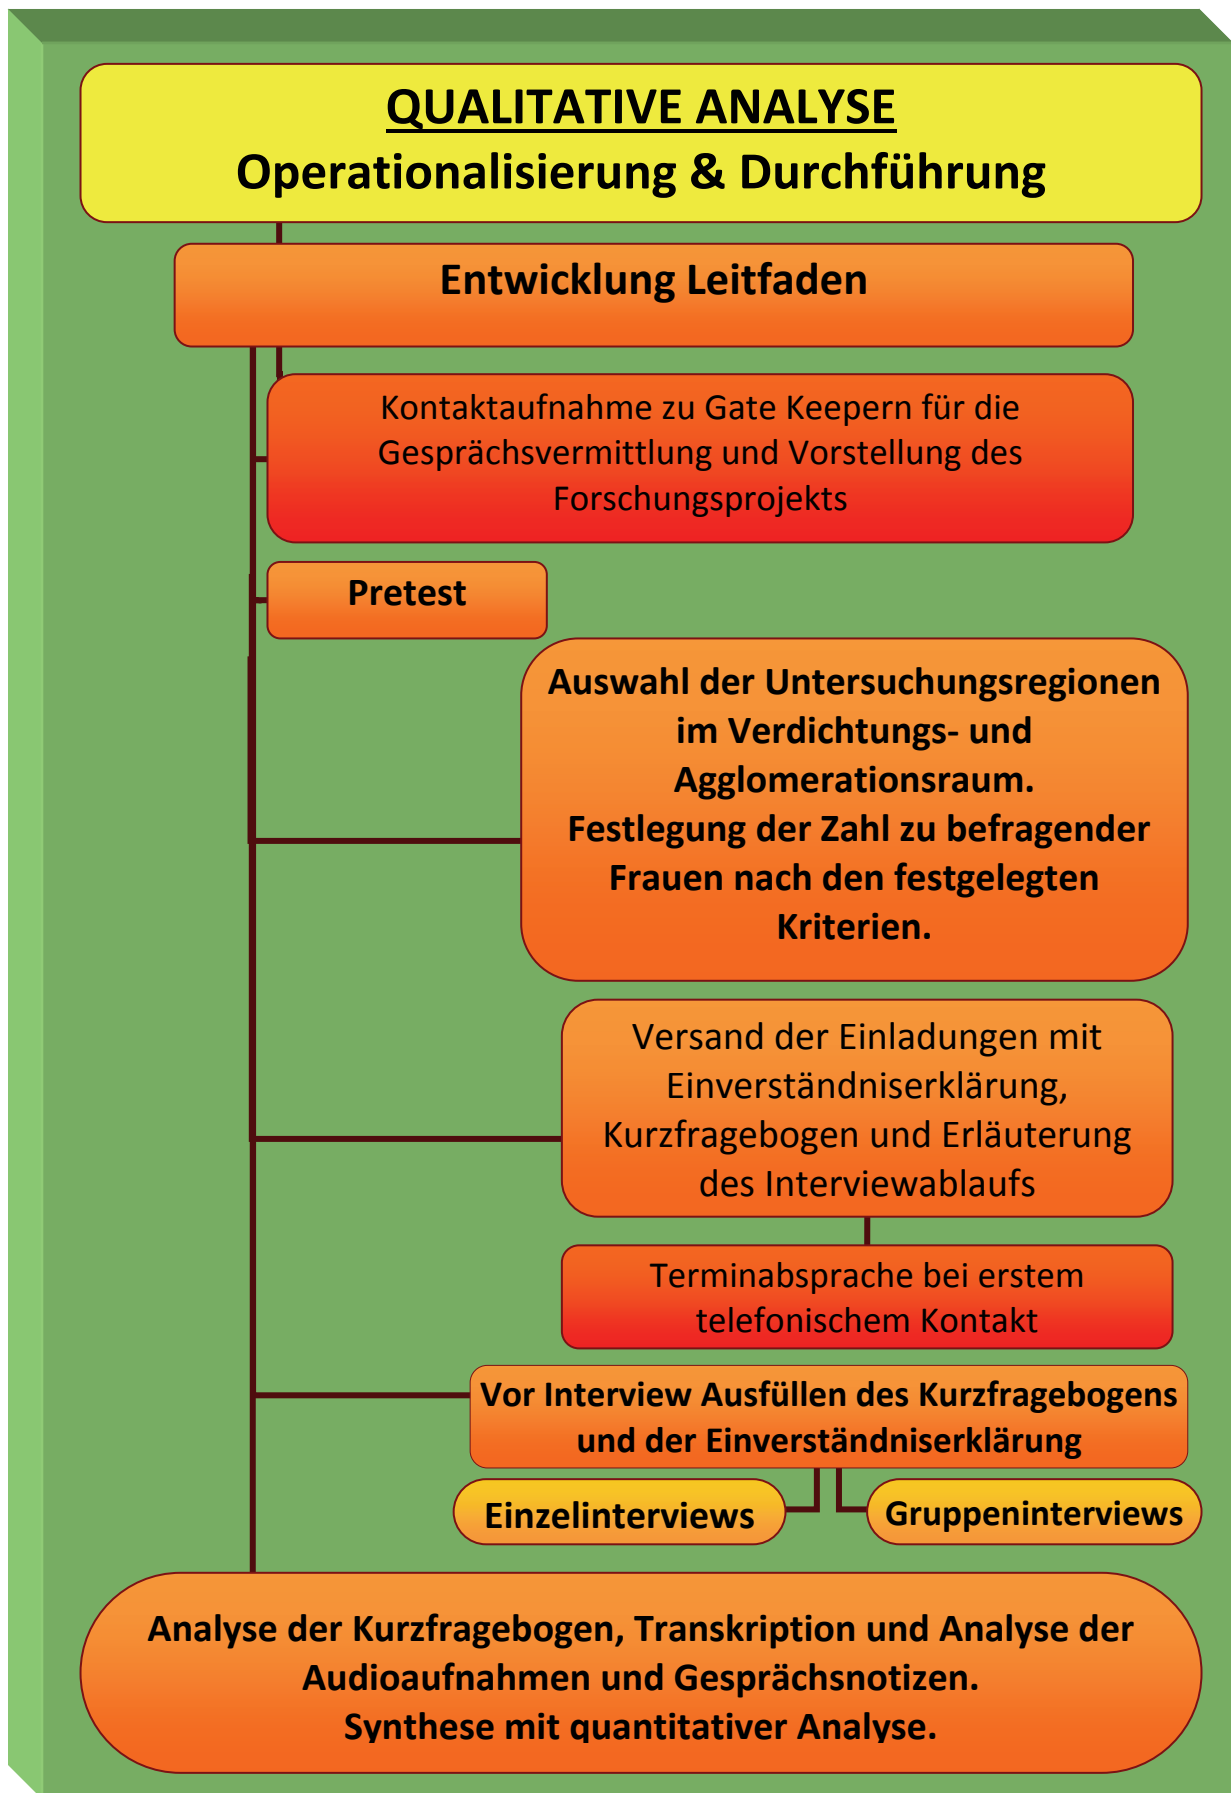 QUALITATIVE ANALYSE
Operationalisierung & Durchführung
Entwicklung Leitfaden
Kontaktaufnahme zu Gate Keepern für die
Gesprächsvermittlung und Vorstellung des
Forschungsprojekts
Pretest
Auswahl der Untersuchungsregionen
im Verdichtungs- und
Agglomerationsraum.
Festlegung der Zahl zu befragender
Frauen nach den festgelegten
Kriterien.
Versand der Einladungen mit
Einverständniserklärung,
Kurzfragebogen und Erläuterung
des Interviewablaufs
Terminabsprache bei erstem
telefonischem Kontakt
Vor Interview Ausfüllen des Kurzfragebogens
und der Einverständniserklärung
Einzelinterviews
Gruppeninterviews
Analyse der Kurzfragebogen, Transkription und Analyse der
Audioaufnahmen und Gesprächsnotizen.
Synthese mit quantitativer Analyse.